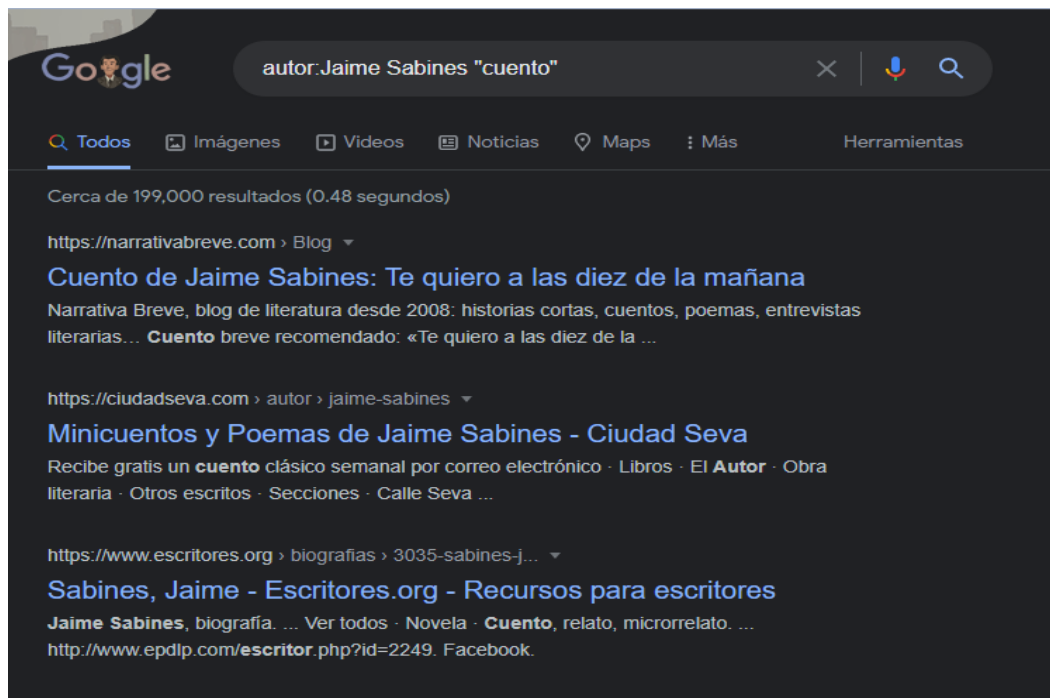 Google
autor:Jaime Sabines "cuento"
Todos Imágenes Videos Noticias Maps Más Herramientas
Cerca de 199,000 resultados (0.48 segundos)
https://narrativabreve.com › Blog
Cuento de Jaime Sabines: Te quiero a las diez de la mañana
Narrativa Breve, blog de literatura desde 2008: historias cortas, cuentos, poemas, entrevistas
literarias… Cuento breve recomendado: «Te quiero a las diez de la ...
https://ciudadseva.com › autor › jaime-sabines
Minicuentos y Poemas de Jaime Sabines - Ciudad Seva
Recibe gratis un cuento clásico semanal por correo electrónico · Libros · El Autor · Obra
literaria · Otros escritos · Secciones · Calle Seva ...
https://www.escritores.org › biografias › 3035-sabines-j...
Sabines, Jaime - Escritores.org - Recursos para escritores
Jaime Sabines, biografía. ... Ver todos · Novela · Cuento, relato, microrrelato. ...
http://www.epdlp.com/escritor.php?id=2249. Facebook.